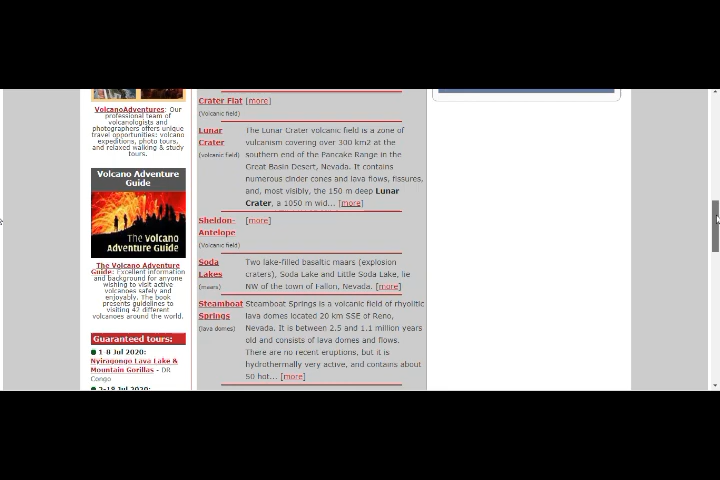 VolcanoAdventures: Our
professional team of
volcanologists and
photographers offers unique
travel opportunities: volcano
expeditions, photo tours,
and relaxed walking & study
tours.
Volcano Adventure
Guide
The Volcano
Adventure Guide
The Volcano Adventure
Guide: Excellent information
and background for anyone
wishing to visit active
volcanoes safely and
enjoyably. The book
presents guidelines to
visiting 42 different
volcanoes around the world.
Guaranteed tours:
1-8 Jul 2020:
Nyiragongo Lava Lake &
Mountain Gorillas - DR
Congo
Crater Flat [more]
(Volcanic field)
Lunar
Crater
(volcanic field)
The Lunar Crater volcanic field is a zone of
vulcanism covering over 300 km2 at the
southern end of the Pancake Range in the
Great Basin Desert, Nevada. It contains
numerous cinder cones and lava flows, fissures,
and, most visibly, the 150 m deep Lunar
Crater, a 1050 m wid... [more]
Sheldon-
Antelope
(Volcanic field)
[more]
Soda
Lakes
(maars)
Two lake-filled basaltic maars (explosion
craters), Soda Lake and Little Soda Lake, lie
NW of the town of Fallon, Nevada. [more]
Steamboat
Springs
(lava domes)
Steamboat Springs is a volcanic field of rhyolitic
lava domes located 20 km SSE of Reno,
Nevada. It is between 2.5 and 1.1 million years
old and consists of lava domes and flows.
There are no recent eruptions, but it is
hydrothermally very active, and contains about
50 hot... [more]